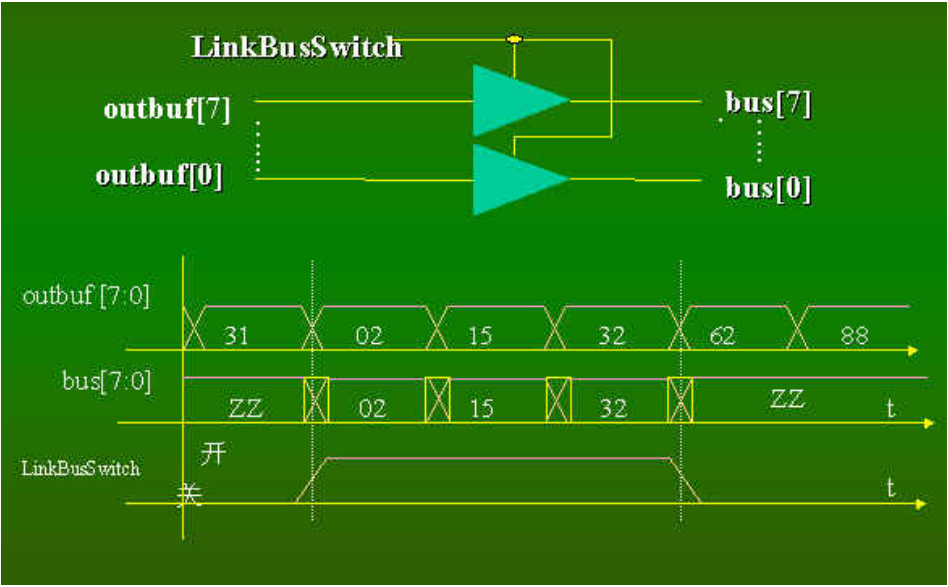 LinkBusSwitch
outbuf[7]
bus[7]
outbuf[0]
bus[0]
outbuf [7:0]
31
02
15
32
62
88
bus[7:0]
ZZ
02
15
32
ZZ
t
开
LinkBusSwitch
关
t